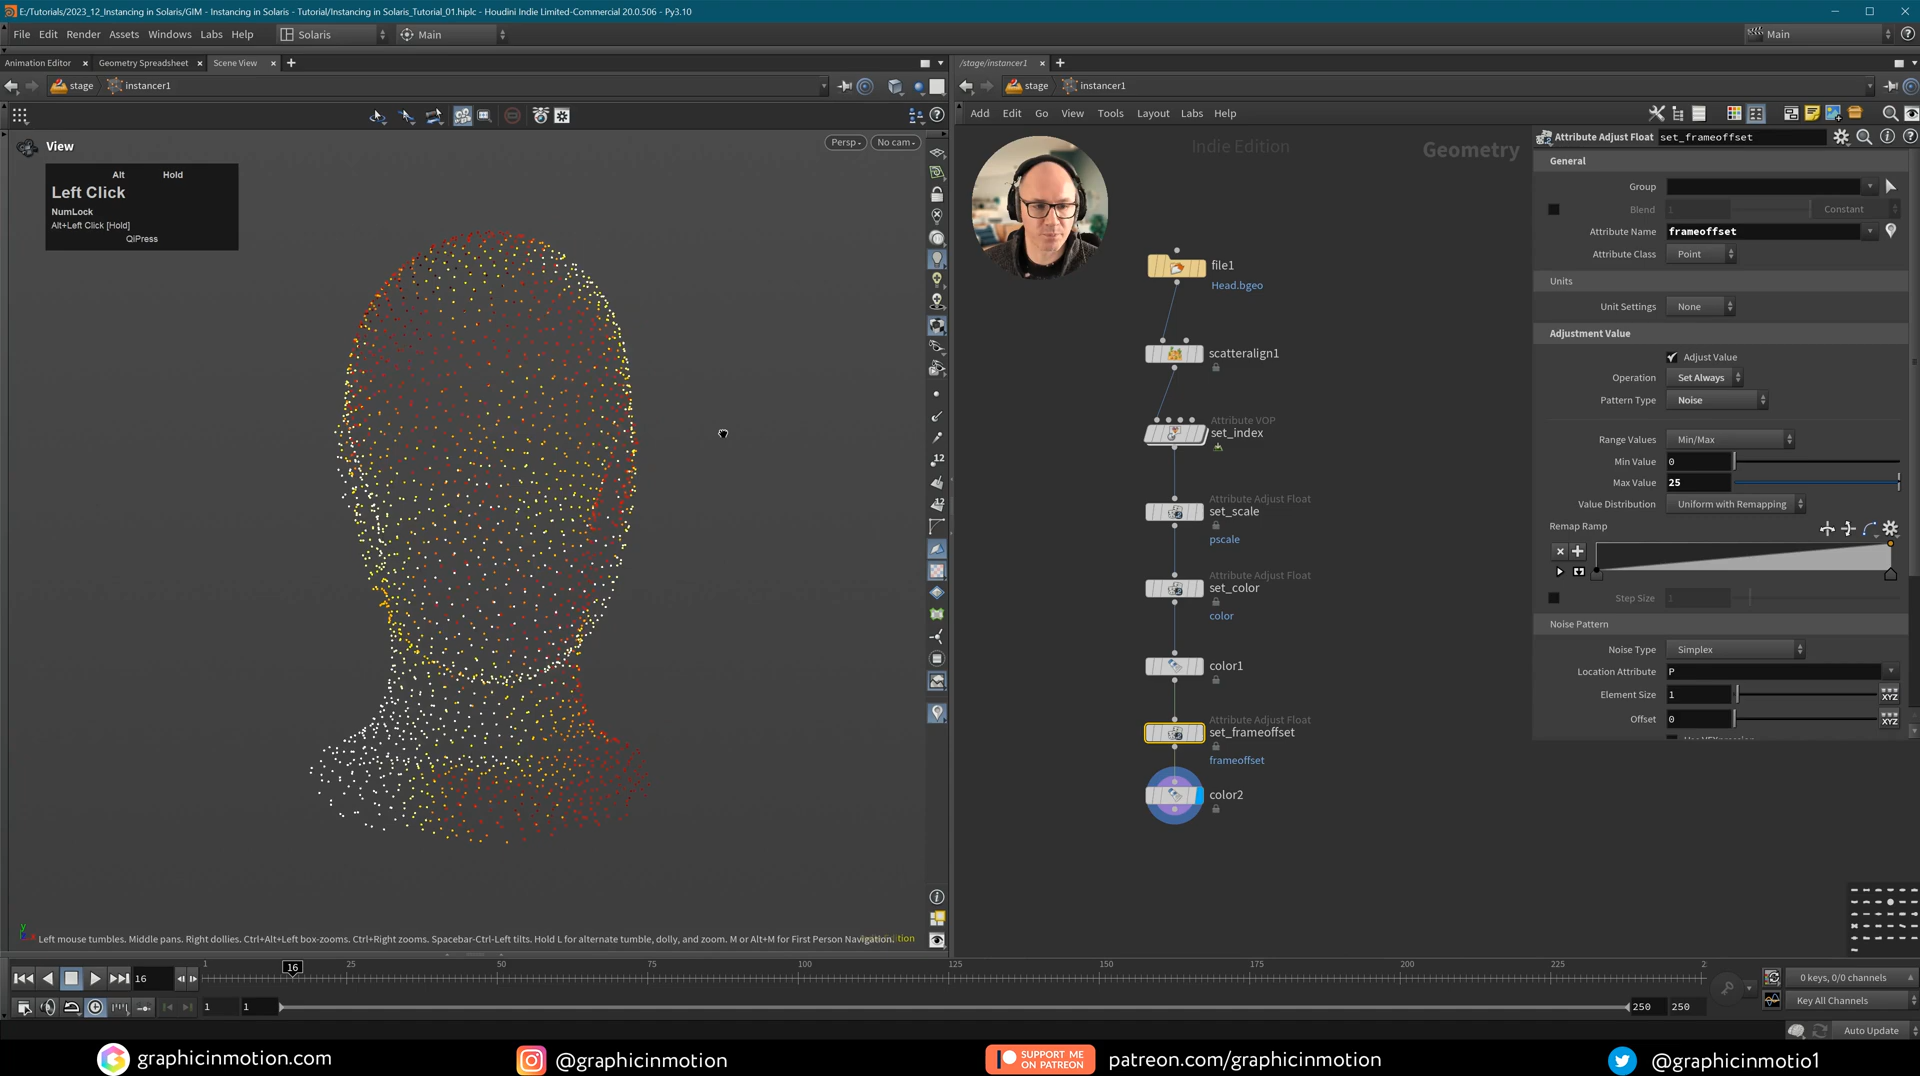 E:/Tutorials/2023_12_Instancing in Solaris/GIM - Instancing in Solaris - Tutorial/Instancing in Solaris_Tutorial_01.hiplc - Houdini Indie Limited-Commercial 20.0.506 - Py3.10
File Edit Render Assets Windows Labs Help Solaris Main Main
Animation Editor Geometry Spreadsheet Scene View /stage/instancer1
stage instancer1 stage instancer1
Add Edit Go View Tools Layout Labs Help
View
Persp No cam
Alt Hold
Left Click
NumLock
Alt+Left Click [Hold]
QiPress
Indie Edition
Geometry
file1
Head.bgeo
scatteralign1
Attribute VOP
set_index
Attribute Adjust Float
set_scale
pscale
Attribute Adjust Float
set_color
color
color1
Attribute Adjust Float
set_frameoffset
frameoffset
color2
Attribute Adjust Float set_frameoffset
General
Group
Blend 1 Constant
Attribute Name frameoffset
Attribute Class Point
Units
Unit Settings None
Adjustment Value
Adjust Value
Operation Set Always
Pattern Type Noise
Range Values Min/Max
Min Value 0
Max Value 25
Value Distribution Uniform with Remapping
Remap Ramp
Step Size 1
Noise Pattern
Noise Type Simplex
Location Attribute P
Element Size 1
Offset 0
12
12
Left mouse tumbles. Middle pans. Right dollies. Ctrl+Alt+Left box-zooms. Ctrl+Right zooms. Spacebar-Ctrl-Left tilts. Hold L for alternate tumble, dolly, and zoom. M or Alt+M for First Person Navigation.
16 1 16 25 50 75 100 125 150 175 200 225 2
0 keys, 0/0 channels
1 1 250 250
Key All Channels
Auto Update
graphicinmotion.com @graphicinmotion SUPPORT ME ON PATREON patreon.com/graphicinmotion @graphicinmotio1